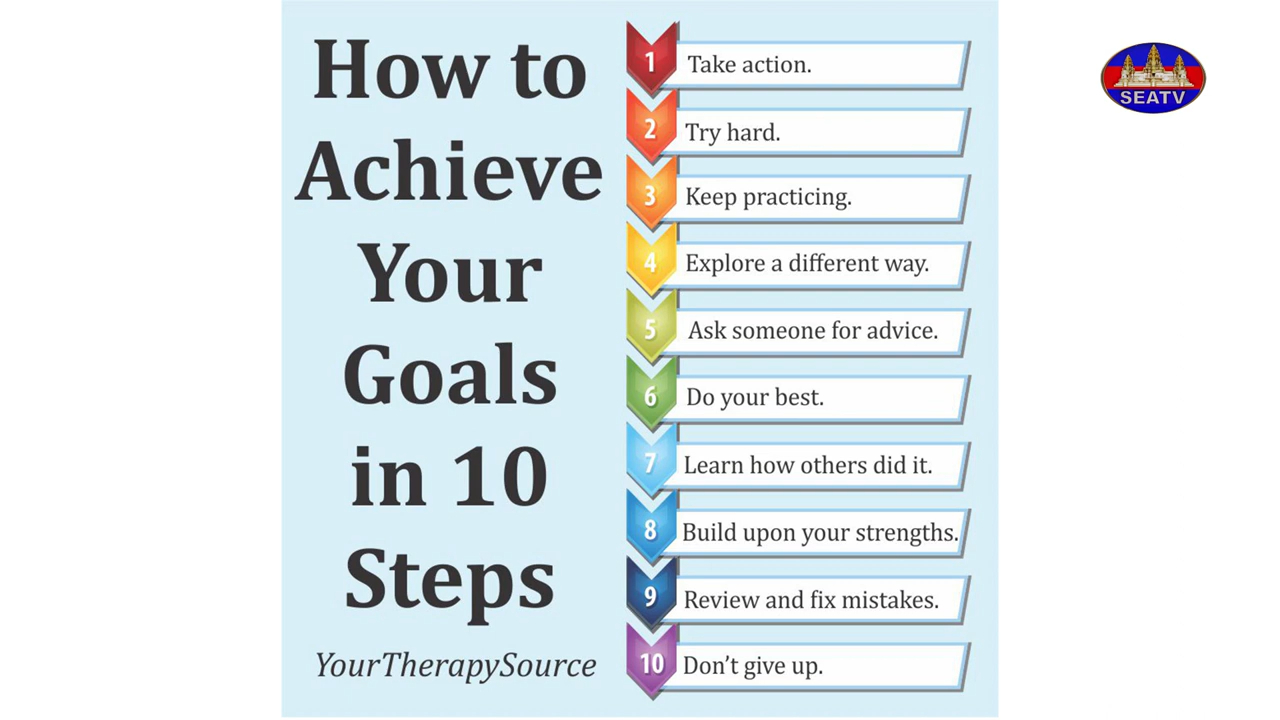 How to
Achieve
Your
Goals
in 10
Steps
YourTherapySource
1 Take action.
2 Try hard.
3 Keep practicing.
4 Explore a different way.
5 Ask someone for advice.
6 Do your best.
7 Learn how others did it.
8 Build upon your strengths.
9 Review and fix mistakes.
10 Don't give up.
SEATV